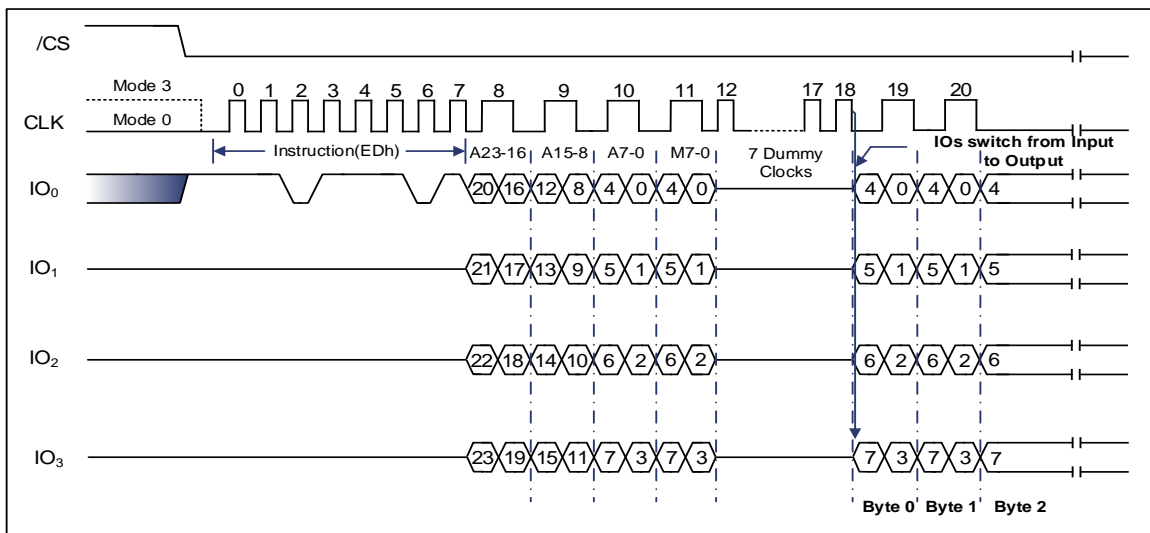 /CS
Mode 3
0 1 2 3 4 5 6 7 8 9 10 11 12 17 18 19 20
CLK
Mode 0
Instruction(EDh) A23-16 A15-8 A7-0 M7-0 7 Dummy Clocks
IOs switch from Input to Output
IO₀ 20 16 12 8 4 0 4 0 4 0 4 0 4
IO₁ 21 17 13 9 5 1 5 1 5 1 5 1 5
IO₂ 22 18 14 10 6 2 6 2 6 2 6 2 6
IO₃ 23 19 15 11 7 3 7 3 7 3 7 3 7
Byte 0 Byte 1 Byte 2